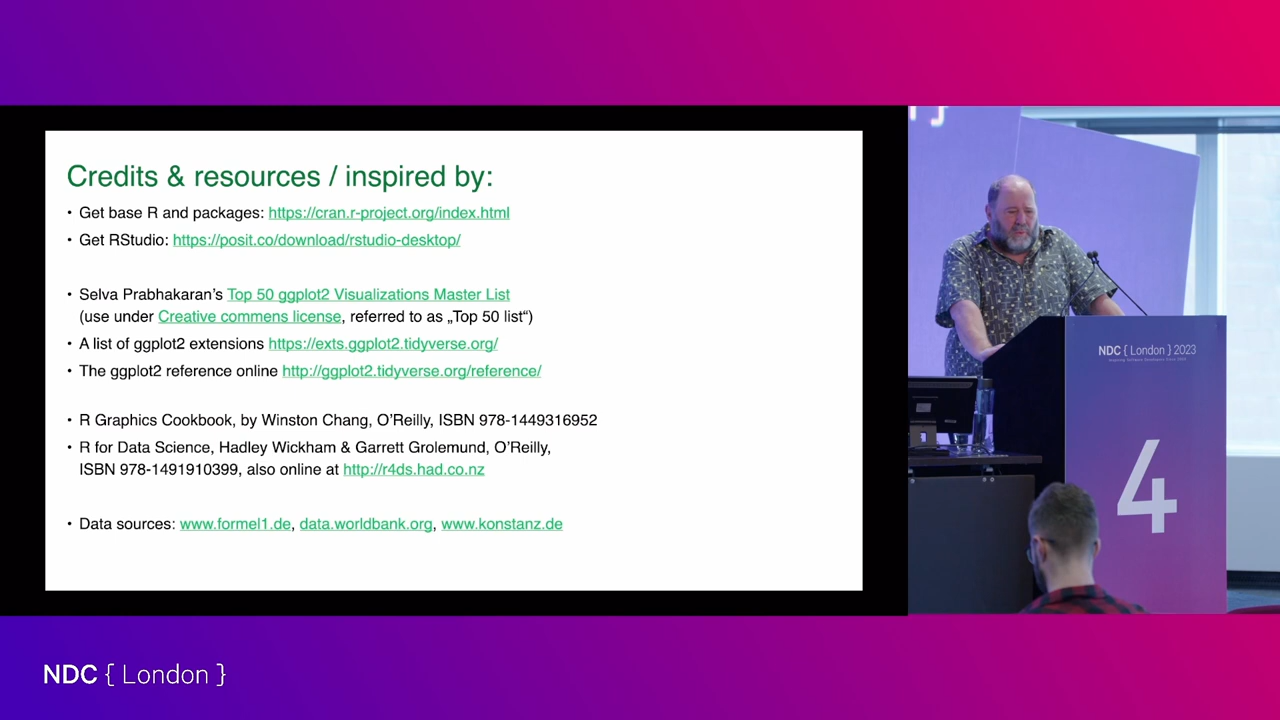 Credits & resources / inspired by:
• Get base R and packages: https://cran.r-project.org/index.html
• Get RStudio: https://posit.co/download/rstudio-desktop/
• Selva Prabhakaran’s Top 50 ggplot2 Visualizations Master List
(use under Creative commens license, referred to as „Top 50 list“)
• A list of ggplot2 extensions https://exts.ggplot2.tidyverse.org/
• The ggplot2 reference online http://ggplot2.tidyverse.org/reference/
• R Graphics Cookbook, by Winston Chang, O’Reilly, ISBN 978-1449316952
• R for Data Science, Hadley Wickham & Garrett Grolemund, O’Reilly,
ISBN 978-1491910399, also online at http://r4ds.had.co.nz
• Data sources: www.formel1.de, data.worldbank.org, www.konstanz.de
NDC { London } 2023
4
NDC { London }